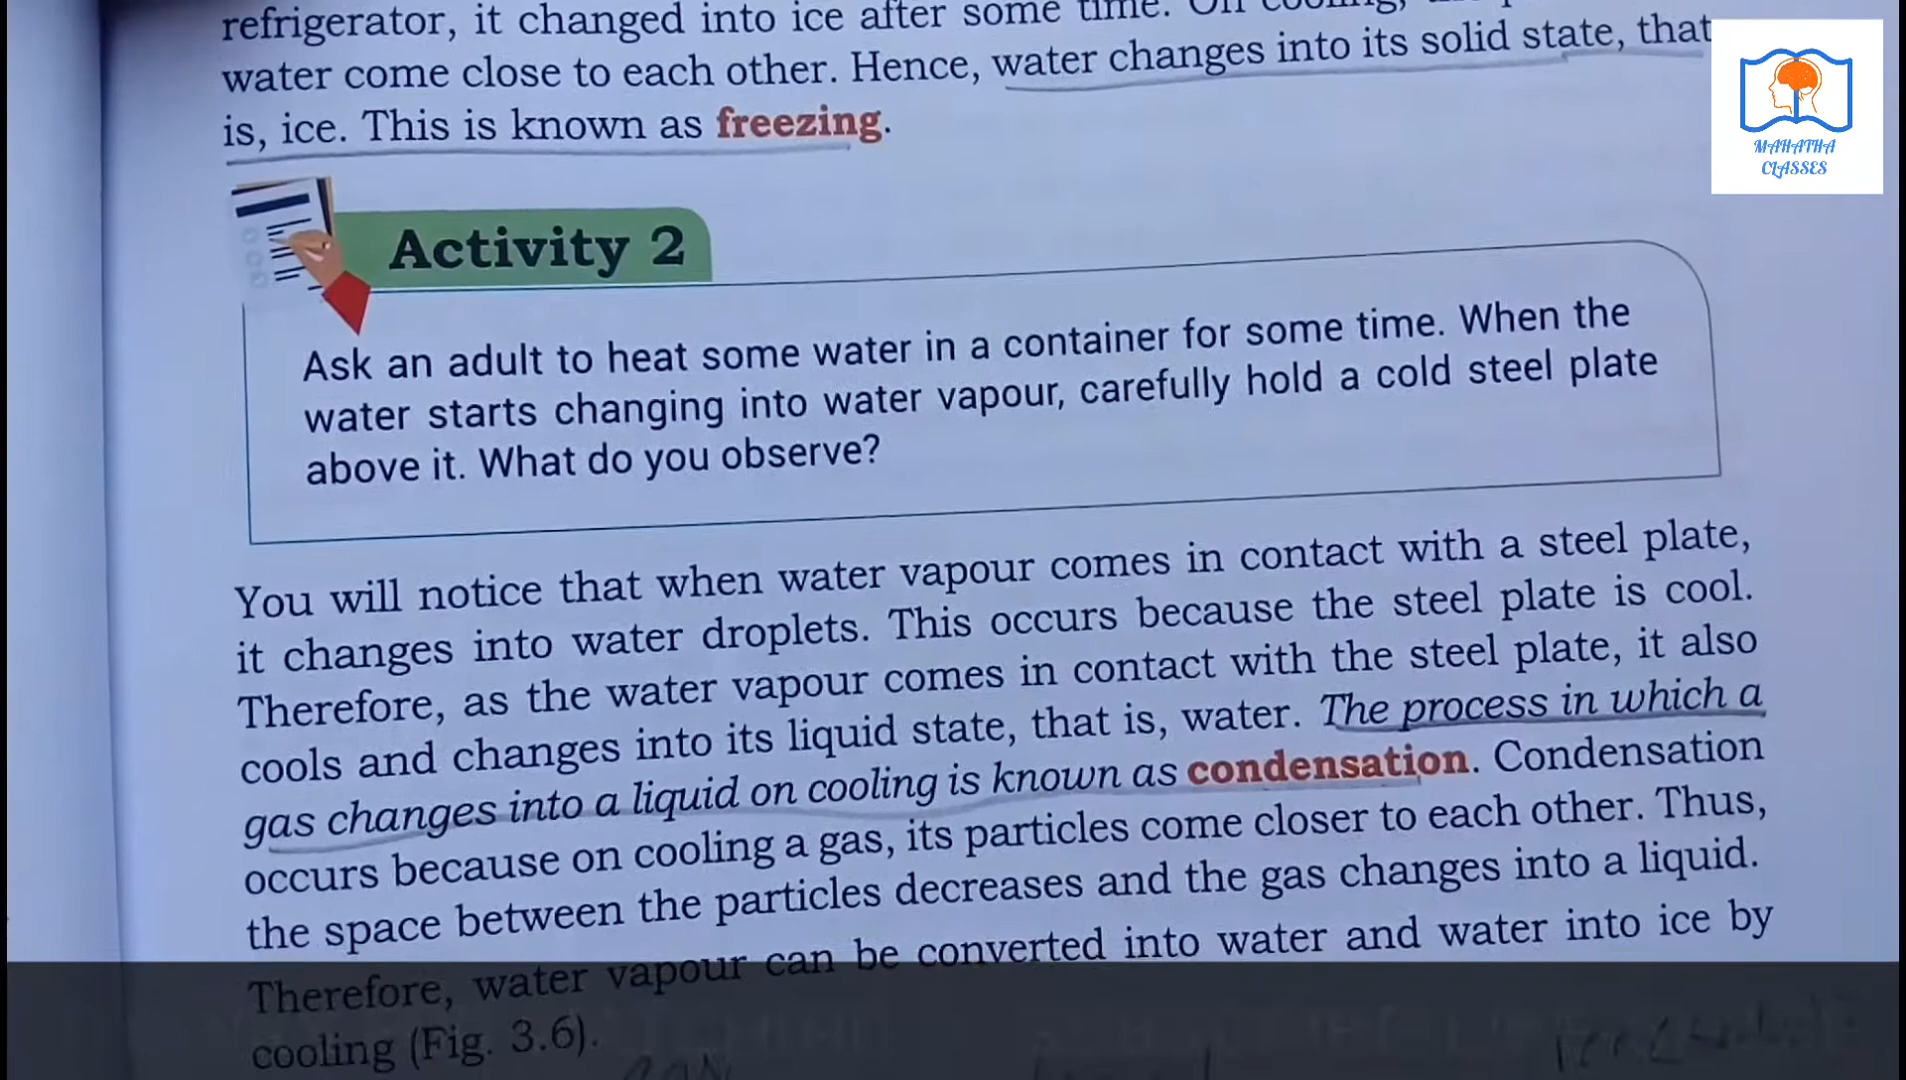 refrigerator, it changed into ice after some time. On cooling,
water come close to each other. Hence, water changes into its solid state, that
is, ice. This is known as freezing.
MAHATHA
CLASSES
Activity 2
Ask an adult to heat some water in a container for some time. When the
water starts changing into water vapour, carefully hold a cold steel plate
above it. What do you observe?
You will notice that when water vapour comes in contact with a steel plate,
it changes into water droplets. This occurs because the steel plate is cool.
Therefore, as the water vapour comes in contact with the steel plate, it also
cools and changes into its liquid state, that is, water. The process in which a
gas changes into a liquid on cooling is known as condensation. Condensation
occurs because on cooling a gas, its particles come closer to each other. Thus,
the space between the particles decreases and the gas changes into a liquid.
Therefore, water vapour can be converted into water and water into ice by
cooling (Fig. 3.6).